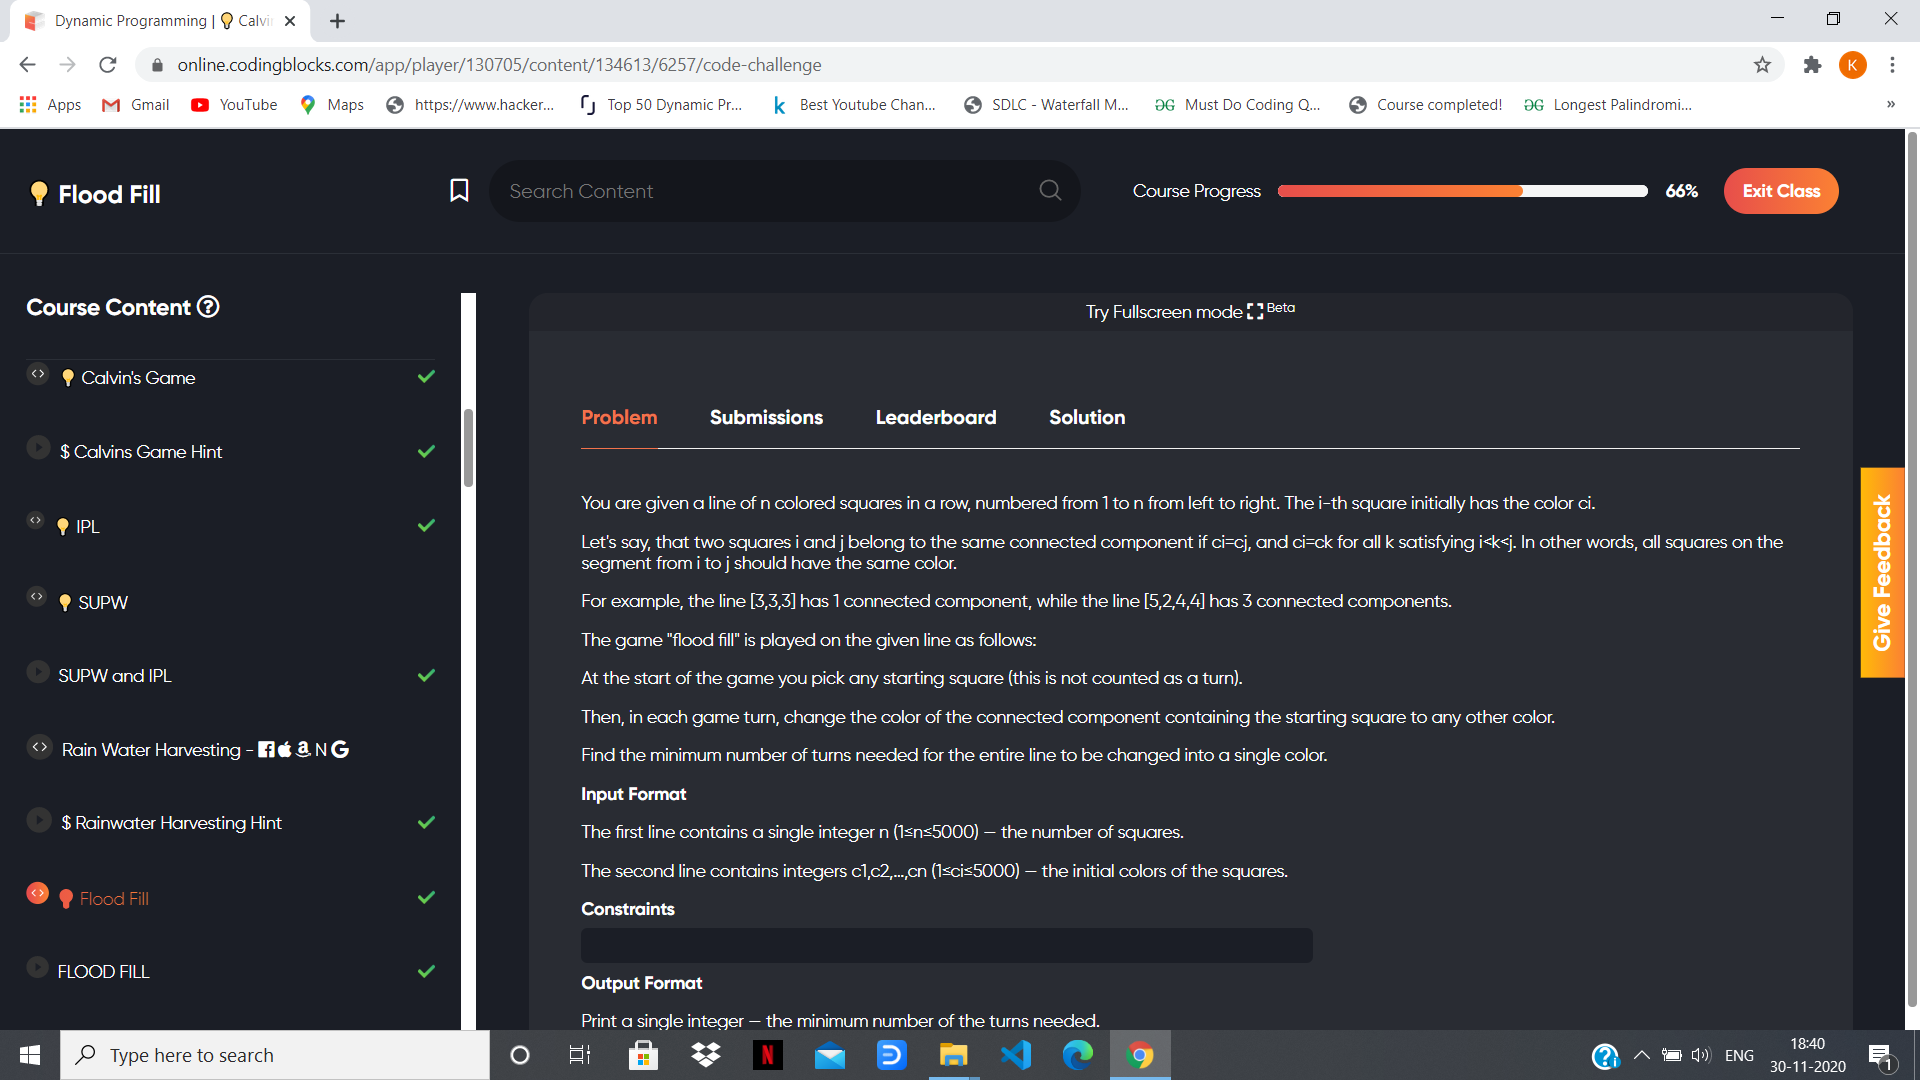 Dynamic Programming | 💡 Calvi
online.codingblocks.com/app/player/130705/content/134613/6257/code-challenge
K
Apps
Gmail
YouTube
Maps
https://www.hacker...
Top 50 Dynamic Pr...
Best Youtube Chan...
SDLC - Waterfall M...
Must Do Coding Q...
Course completed!
Longest Palindromi...
»
💡 Flood Fill
Search Content
Course Progress
66%
Exit Class
Course Content
💡 Calvin's Game
$ Calvins Game Hint
💡 IPL
💡 SUPW
SUPW and IPL
Rain Water Harvesting - N
$ Rainwater Harvesting Hint
💡 Flood Fill
FLOOD FILL
Try Fullscreen mode Beta
Problem
Submissions
Leaderboard
Solution
You are given a line of n colored squares in a row, numbered from 1 to n from left to right. The i-th square initially has the color ci.
Let's say, that two squares i and j belong to the same connected component if ci=cj, and ci=ck for all k satisfying i<k<j. In other words, all squares on the
segment from i to j should have the same color.
For example, the line [3,3,3] has 1 connected component, while the line [5,2,4,4] has 3 connected components.
The game "flood fill" is played on the given line as follows:
At the start of the game you pick any starting square (this is not counted as a turn).
Then, in each game turn, change the color of the connected component containing the starting square to any other color.
Find the minimum number of turns needed for the entire line to be changed into a single color.
Input Format
The first line contains a single integer n (1≤n≤5000) — the number of squares.
The second line contains integers c1,c2,…,cn (1≤ci≤5000) — the initial colors of the squares.
Constraints
Output Format
Print a single integer — the minimum number of the turns needed.
Give Feedback
Type here to search
ENG
18:40
30-11-2020
1